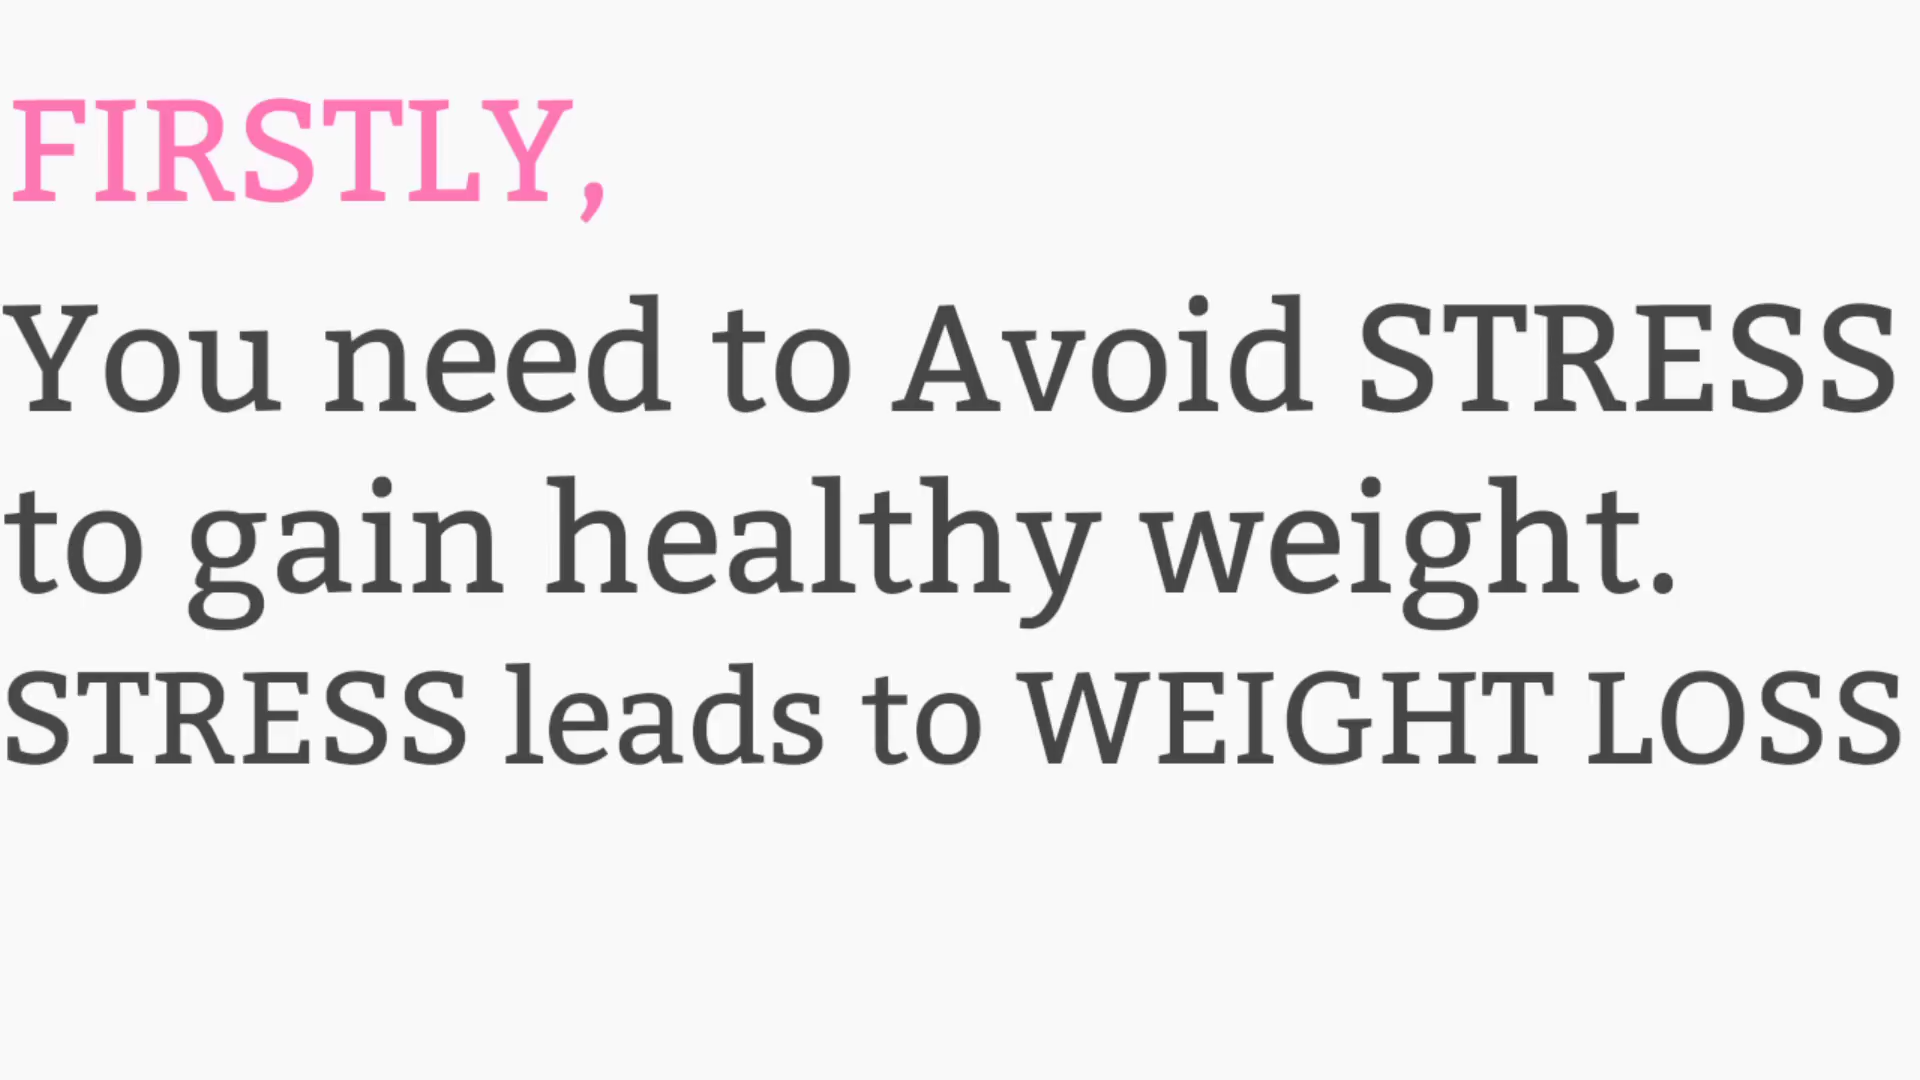 FIRSTLY,
You need to Avoid STRESS
to gain healthy weight.
STRESS leads to WEIGHT LOSS